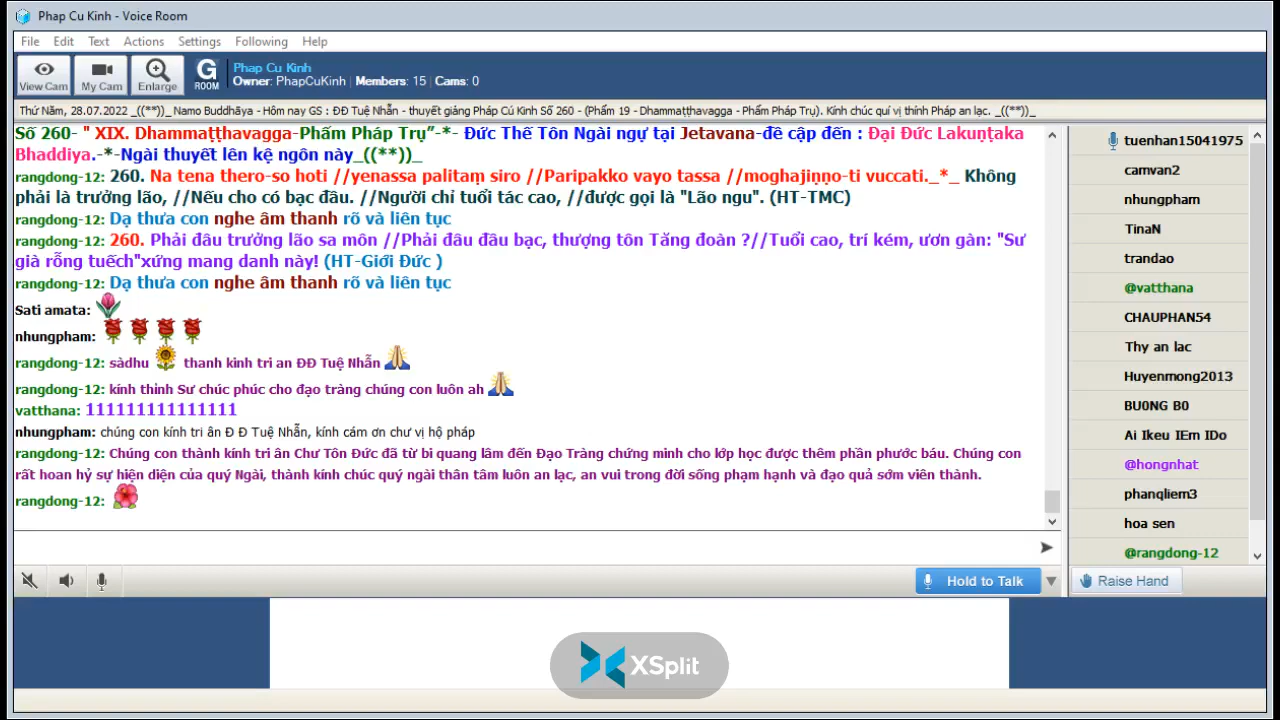 Phap Cu Kinh - Voice Room
File Edit Text Actions Settings Following Help
View Cam My Cam Enlarge G ROOM
Phap Cu Kinh
Owner: PhapCuKinh | Members: 15 | Cams: 0
Thứ Năm, 28.07.2022 _((**))_ Namo Buddhāya - Hôm nay GS : ĐĐ Tuệ Nhẫn - thuyết giảng Pháp Cú Kinh Số 260 - (Phẩm 19 - Dhammaṭṭhavagga - Phẩm Pháp Trụ). Kính chúc quí vị thính Pháp an lạc. _((**))_
Số 260- " XIX. Dhammaṭṭhavagga-Phẩm Pháp Trụ”-*- Đức Thế Tôn Ngài ngự tại Jetavana-đề cập đến : Đại Đức Lakuṇṭaka
Bhaddiya.-*-Ngài thuyết lên kệ ngôn này_((**))_
rangdong-12: 260. Na tena thero-so hoti //yenassa palitaṃ siro //Paripakko vayo tassa //moghajiṇṇo-ti vuccati._*_ Không
phải là trưởng lão, //Nếu cho có bạc đầu. //Người chỉ tuổi tác cao, //được gọi là "Lão ngu". (HT-TMC)
rangdong-12: Dạ thưa con nghe âm thanh rõ và liên tục
rangdong-12: 260. Phải đâu trưởng lão sa môn //Phải đâu đầu bạc, thượng tôn Tăng đoàn ?//Tuổi cao, trí kém, ươn gàn: "Sư
già rỗng tuếch"xứng mang danh này! (HT-Giới Đức )
rangdong-12: Dạ thưa con nghe âm thanh rõ và liên tục
Sati amata:
nhungpham:
rangdong-12: sàdhu thanh kinh tri an ĐĐ Tuệ Nhẫn
rangdong-12: kính thỉnh Sư chúc phúc cho đạo tràng chúng con luôn ah
vatthana: 111111111111111
nhungpham: chúng con kính tri ân Đ Đ Tuệ Nhẫn, kính cám ơn chư vị hộ pháp
rangdong-12: Chúng con thành kính tri ân Chư Tôn Đức đã từ bi quang lâm đến Đạo Tràng chứng minh cho lớp học được thêm phần phước báu. Chúng con
rất hoan hỷ sự hiện diện của quý Ngài, thành kính chúc quý ngài thân tâm luôn an lạc, an vui trong đời sống phạm hạnh và đạo quả sớm viên thành.
rangdong-12:
tuenhan15041975
camvan2
nhungpham
TinaN
trandao
@vatthana
CHAUPHAN54
Thy an lac
Huyenmong2013
BU0NG B0
Ai Ikeu IEm IDo
@hongnhat
phanqliem3
hoa sen
@rangdong-12
Hold to Talk
Raise Hand
XSplit